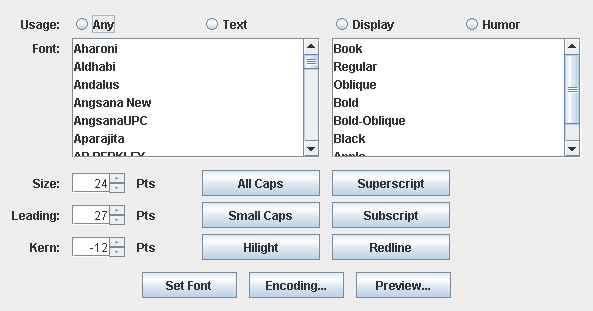 Usage: Any Text Display Humor
Font: Aharoni Book
Aldhabi Regular
Andalus Oblique
Angsana New Bold
AngsanaUPC Bold-Oblique
Aparajita Black
AR BERKLEY
Size: 24 Pts All Caps Superscript
Leading: 27 Pts Small Caps Subscript
Kern: -12 Pts Hilight Redline
Set Font Encoding... Preview...